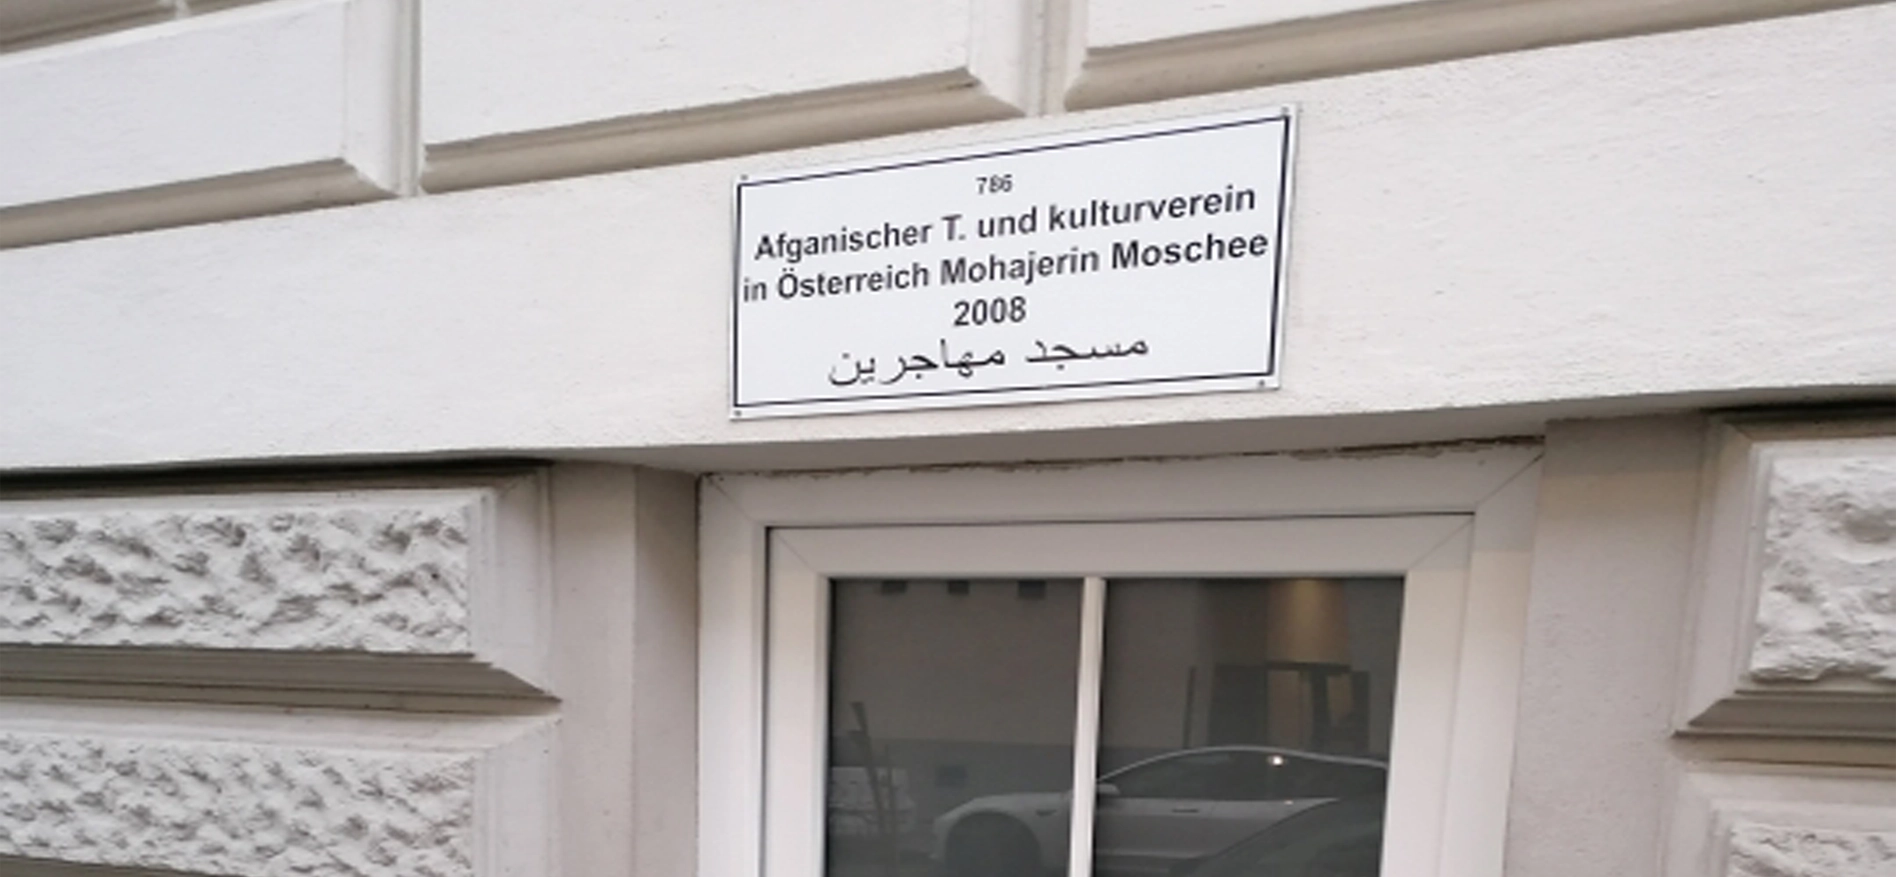 786
Afganischer T. und kulturverein
in Österreich Mohajerin Moschee
2008
مسجد مهاجرين